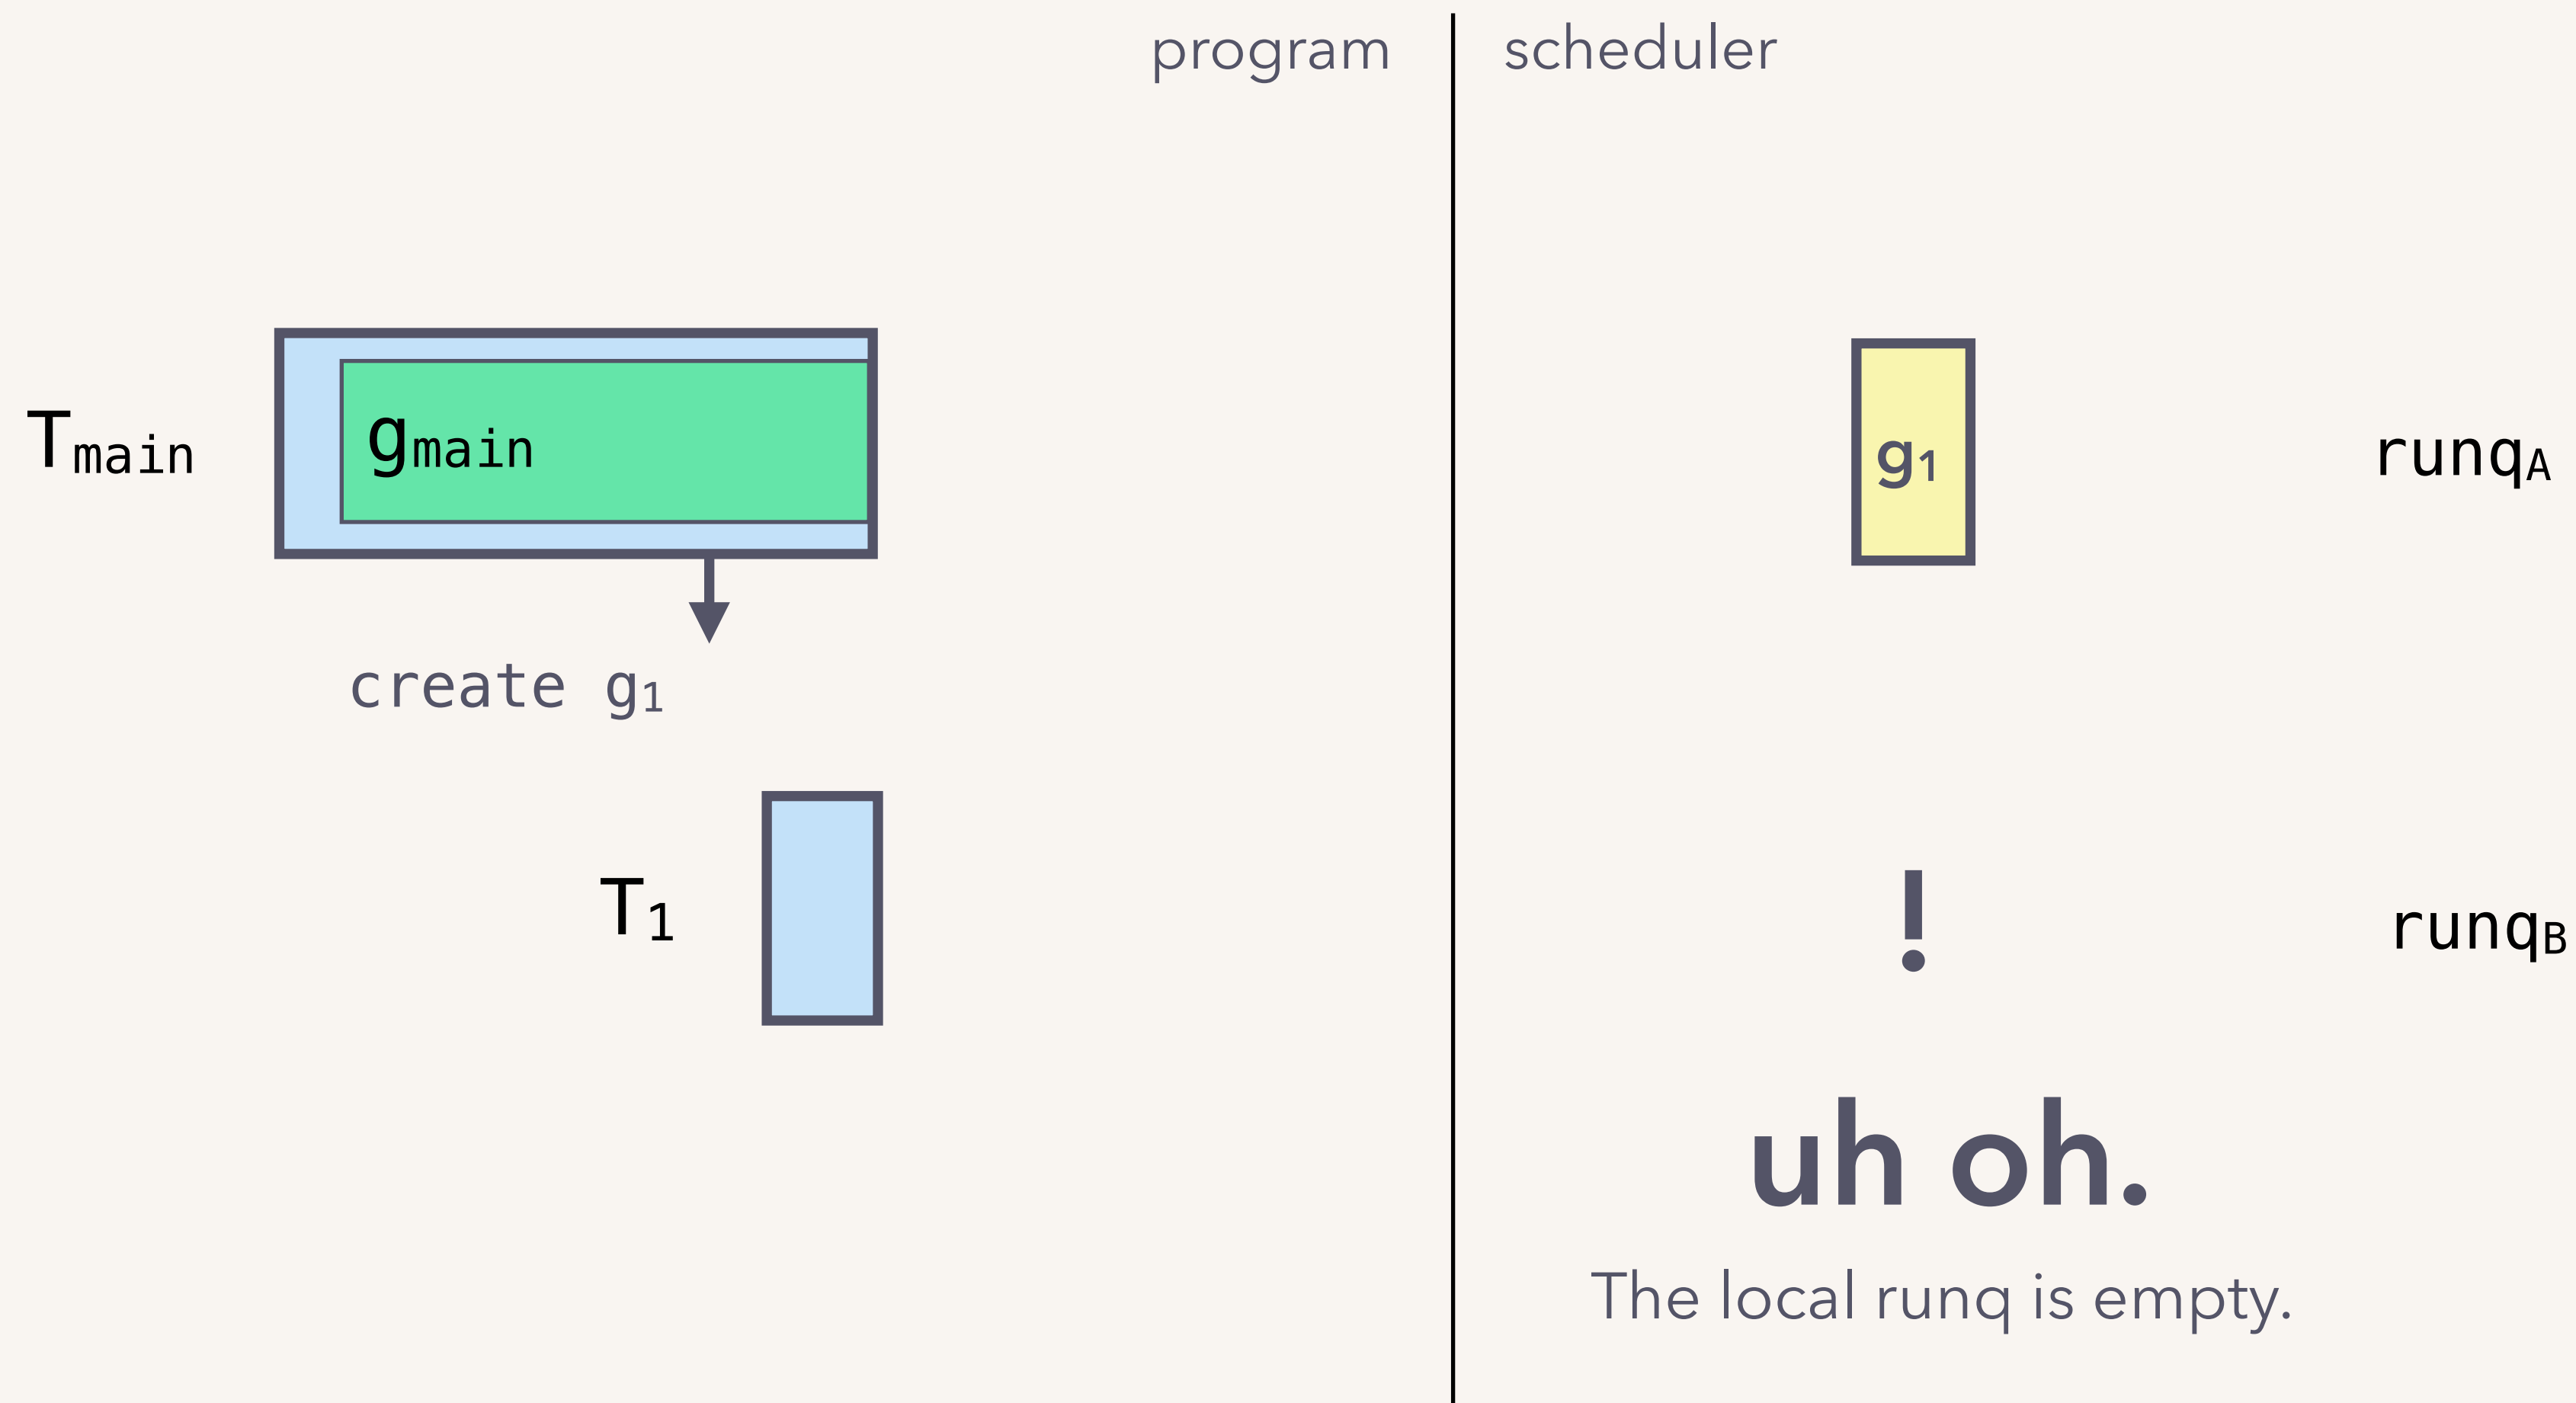 program
scheduler
Tmain
gmain
g1
runqA
create g1
T1
!
runqB
uh oh.
The local runq is empty.